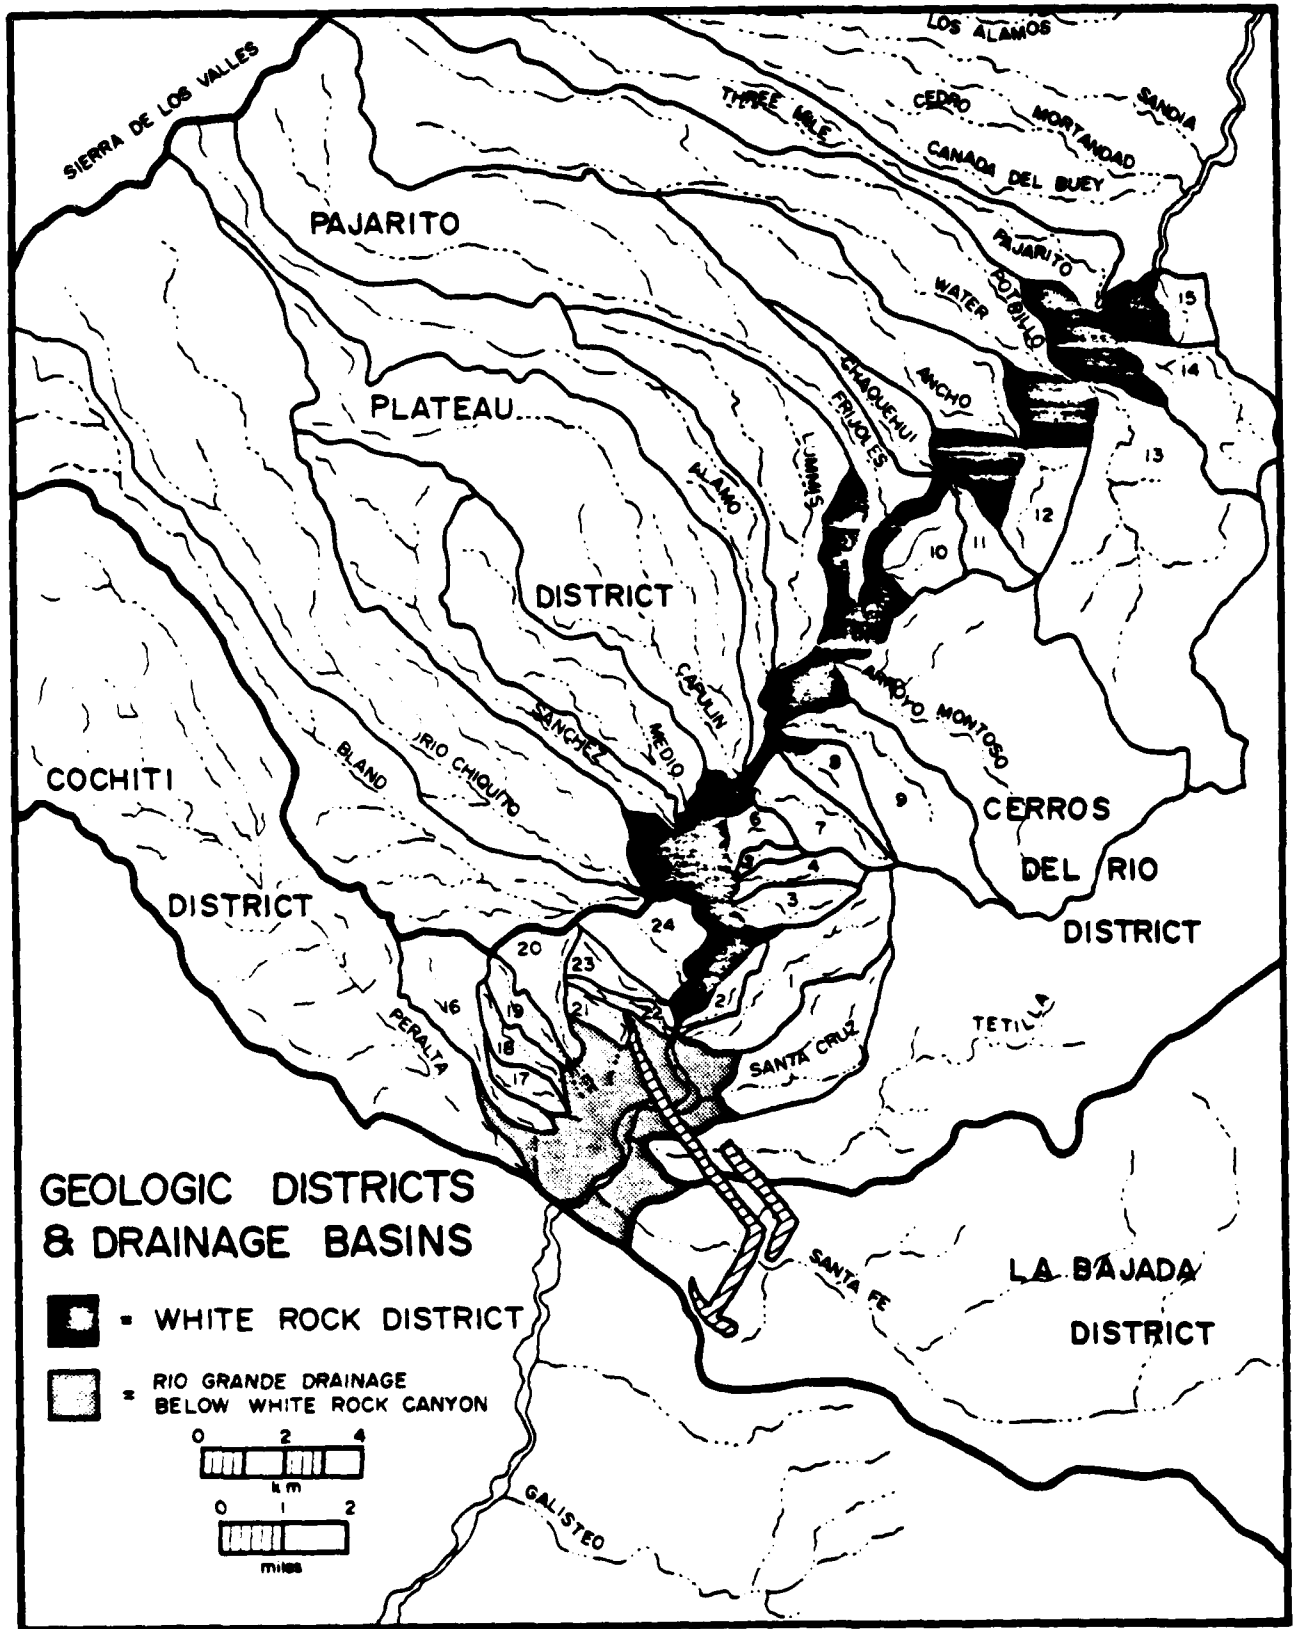 LOS ALAMOS
SIERRA DE LOS VALLES
THREE MILE
CEDRO
SANDIA
MORTANDAD
CANADA DEL BUEY
PAJARITO
PAJARITO
WATER
POTRILLO
15
14
CHAQUEHUI
ANCHO
FRIJOLES
PLATEAU
LUMMIS
ALAMO
13
12
11
10
DISTRICT
CAPULIN
ARROYO MONTOSO
SANCHEZ
MEDIO
RIO CHIQUITO
BLAND
COCHITI
8
9
CERROS
6
7
5
4
DEL RIO
3
DISTRICT
24
DISTRICT
20
23
16
19
21
22
2
PERALTA
18
17
SANTA CRUZ
TETILLA
GEOLOGIC DISTRICTS
& DRAINAGE BASINS
SANTA FE
LA BAJADA
DISTRICT
= WHITE ROCK DISTRICT
= RIO GRANDE DRAINAGE
BELOW WHITE ROCK CANYON
0 2 4
km
0 1 2
miles
GALISTEO